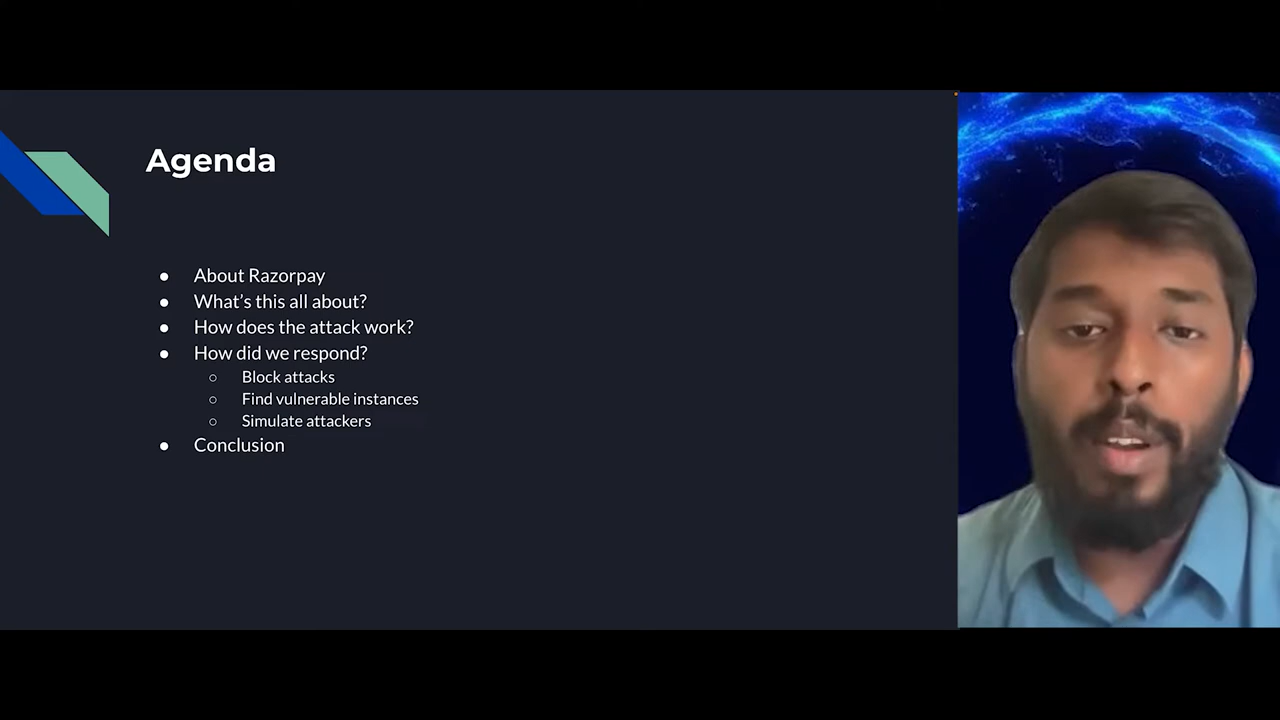 Agenda
● About Razorpay
● What's this all about?
● How does the attack work?
● How did we respond?
○ Block attacks
○ Find vulnerable instances
○ Simulate attackers
● Conclusion